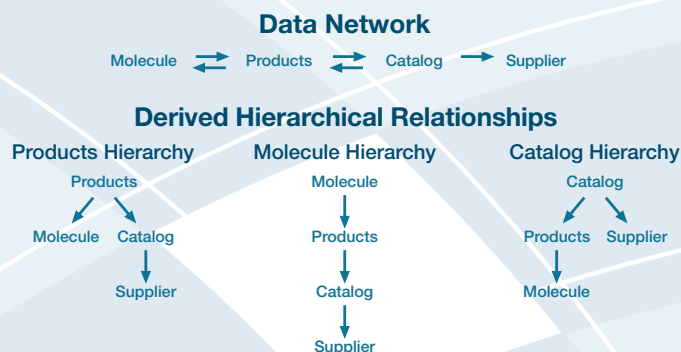 Data Network
Molecule Products Catalog Supplier
Derived Hierarchical Relationships
Products Hierarchy Molecule Hierarchy Catalog Hierarchy
Products Molecule Catalog
Molecule Catalog Products Products Supplier
Supplier Catalog Molecule
Supplier